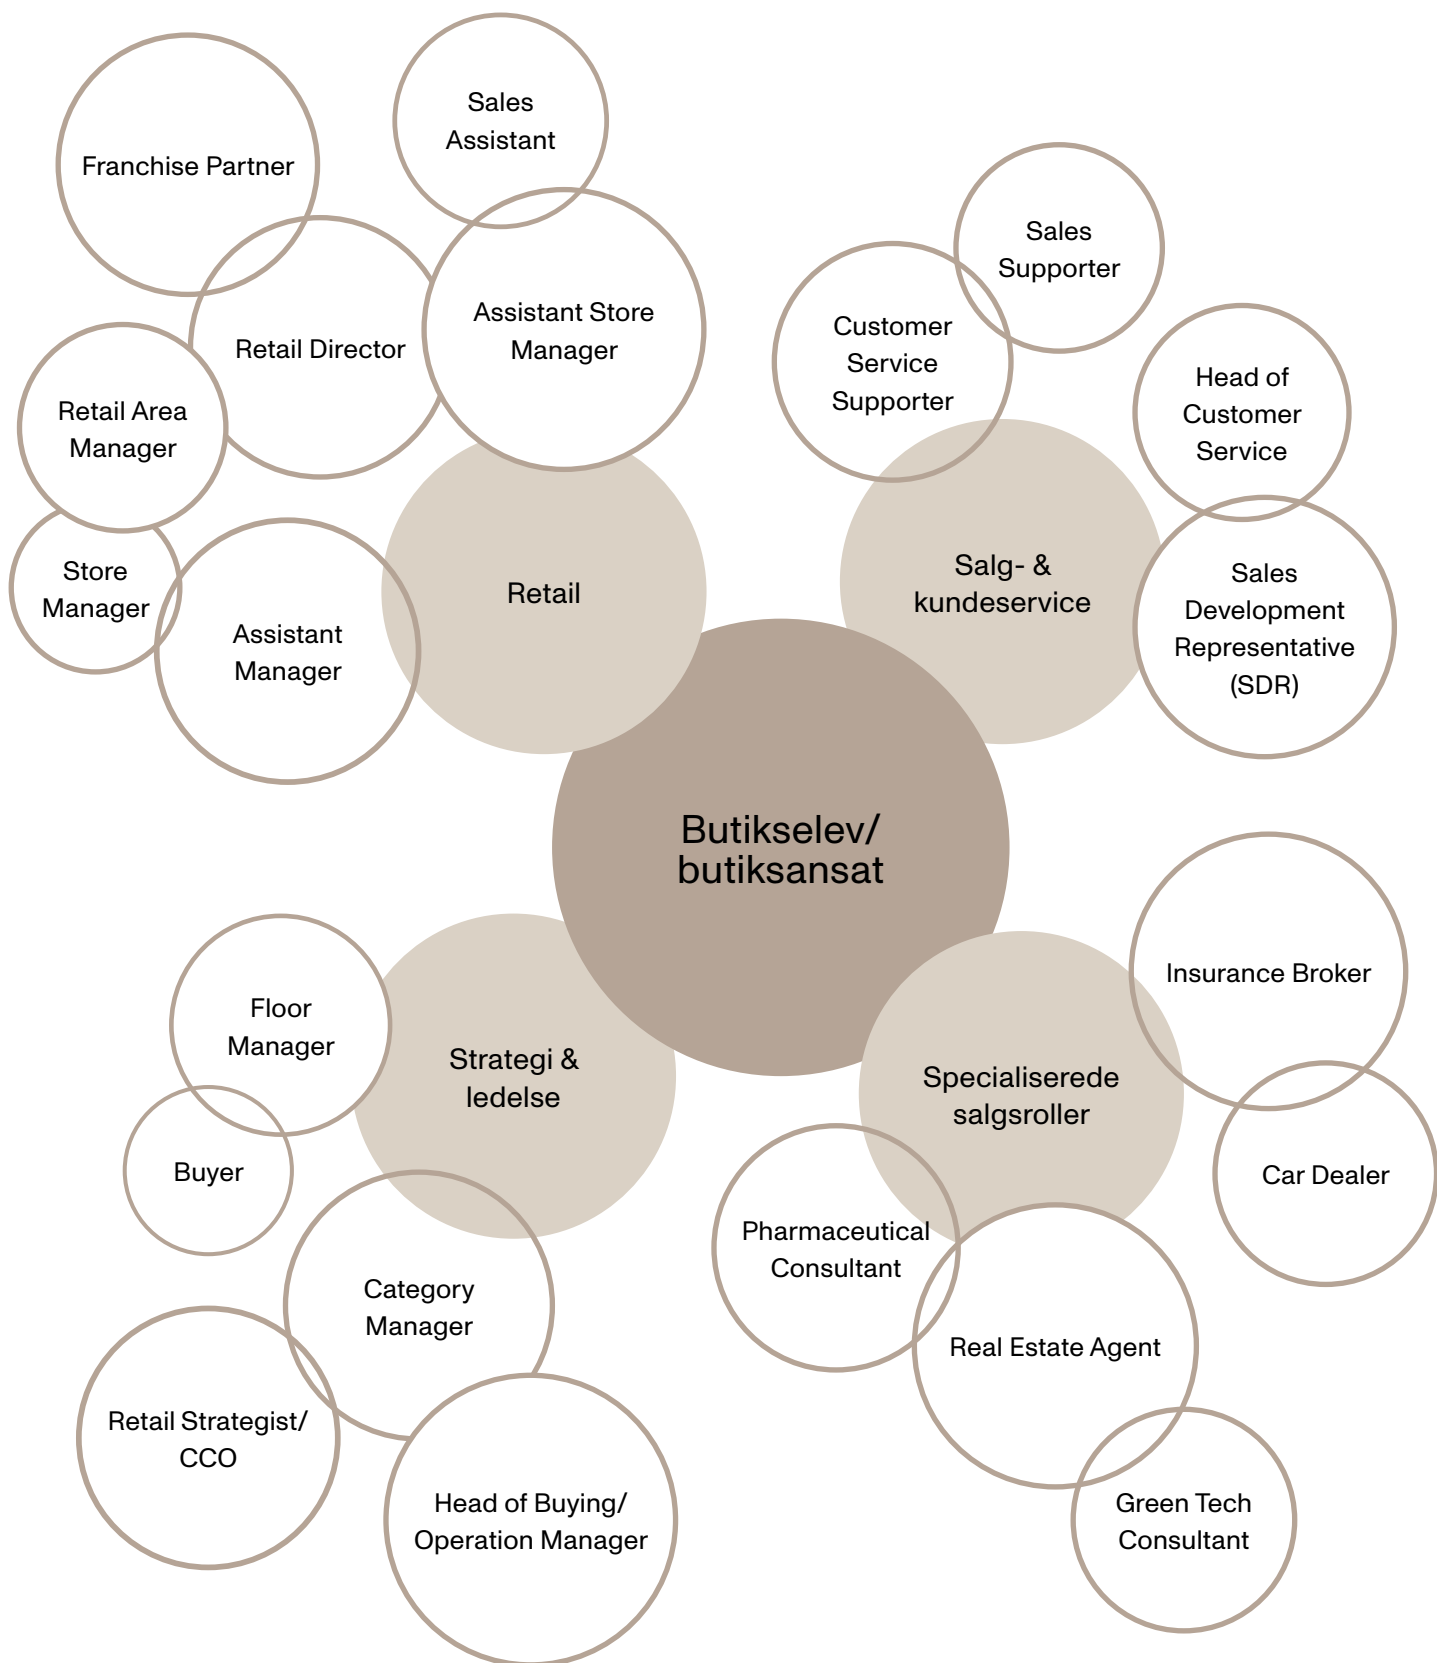 Franchise Partner
Sales
Assistant
Retail Director
Assistant Store
Manager
Retail Area
Manager
Store
Manager
Assistant
Manager
Retail
Sales
Supporter
Customer
Service
Supporter
Head of
Customer
Service
Sales
Development
Representative
(SDR)
Salg- &
kundeservice
Butikselev/
butiksansat
Floor
Manager
Buyer
Strategi &
ledelse
Category
Manager
Retail Strategist/
CCO
Head of Buying/
Operation Manager
Insurance Broker
Specialiserede
salgsroller
Car Dealer
Pharmaceutical
Consultant
Real Estate Agent
Green Tech
Consultant